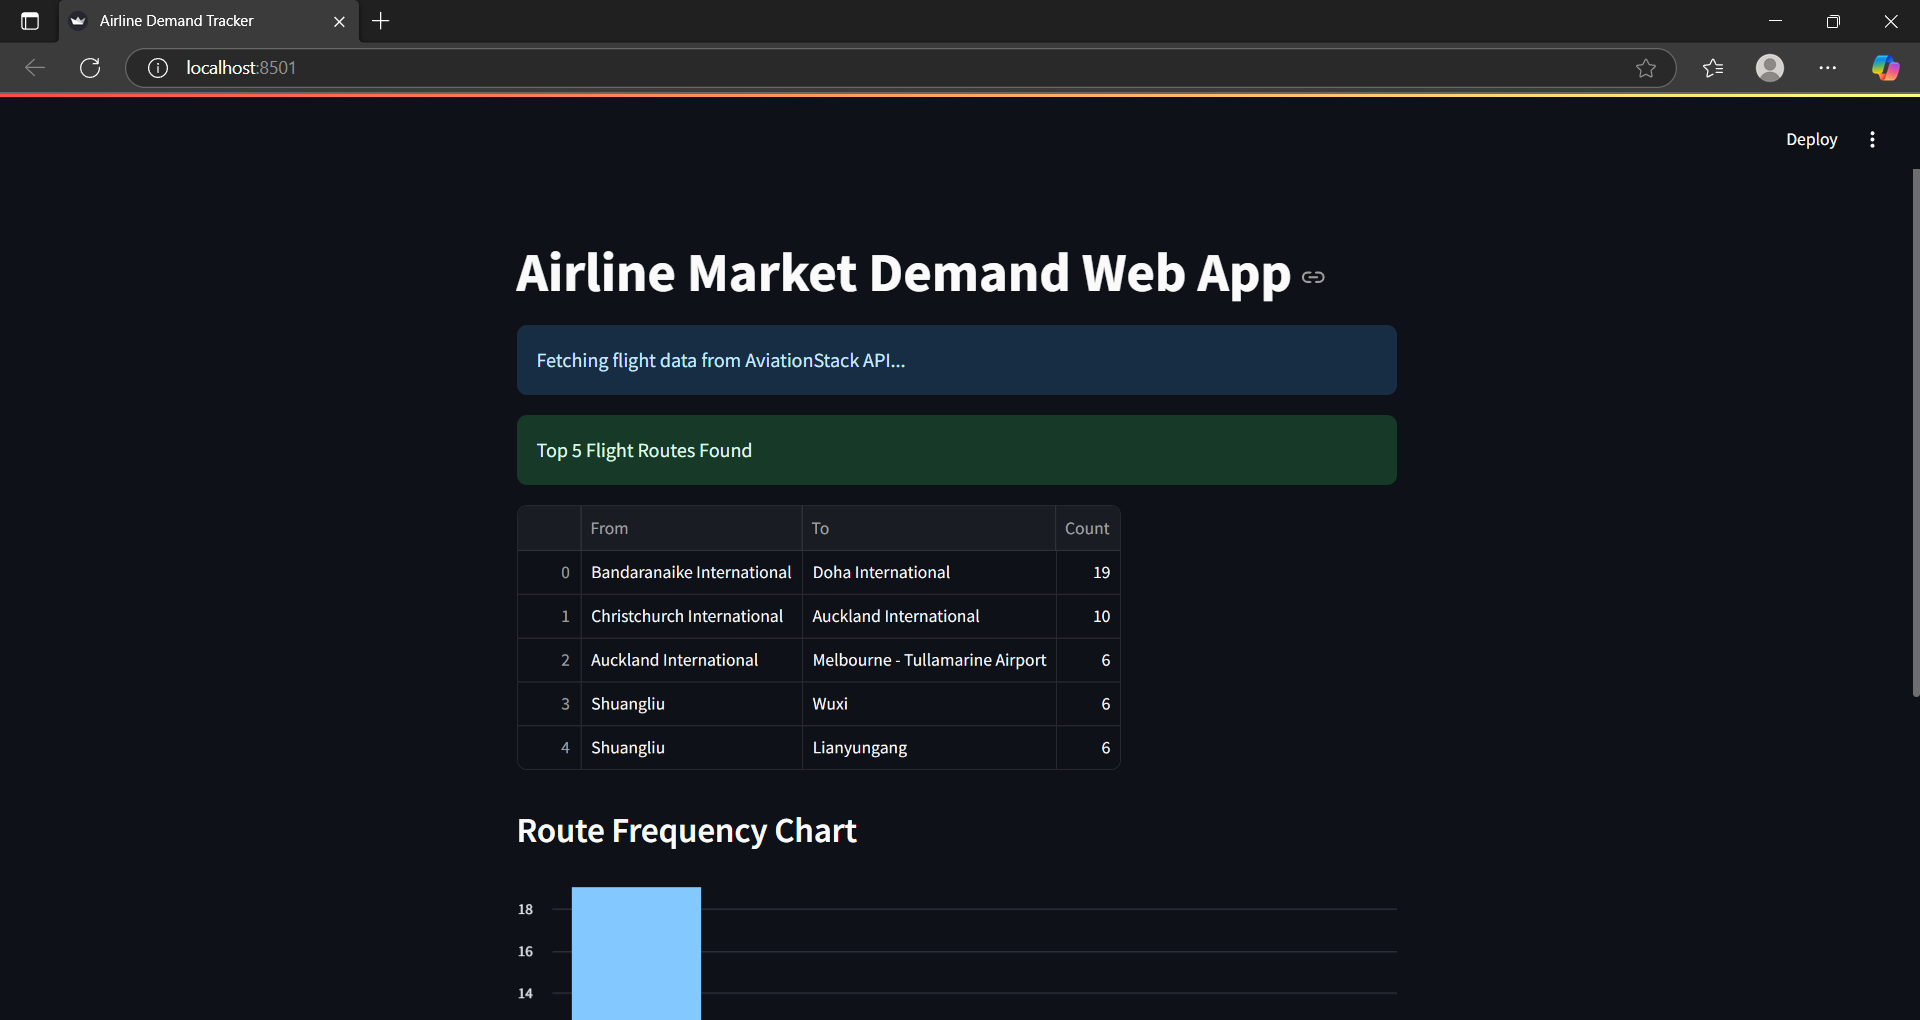 Airline Demand Tracker
localhost:8501
Deploy
Airline Market Demand Web App
Fetching flight data from AviationStack API...
Top 5 Flight Routes Found
From To Count
0 Bandaranaike International Doha International 19
1 Christchurch International Auckland International 10
2 Auckland International Melbourne - Tullamarine Airport 6
3 Shuangliu Wuxi 6
4 Shuangliu Lianyungang 6
Route Frequency Chart
18
16
14